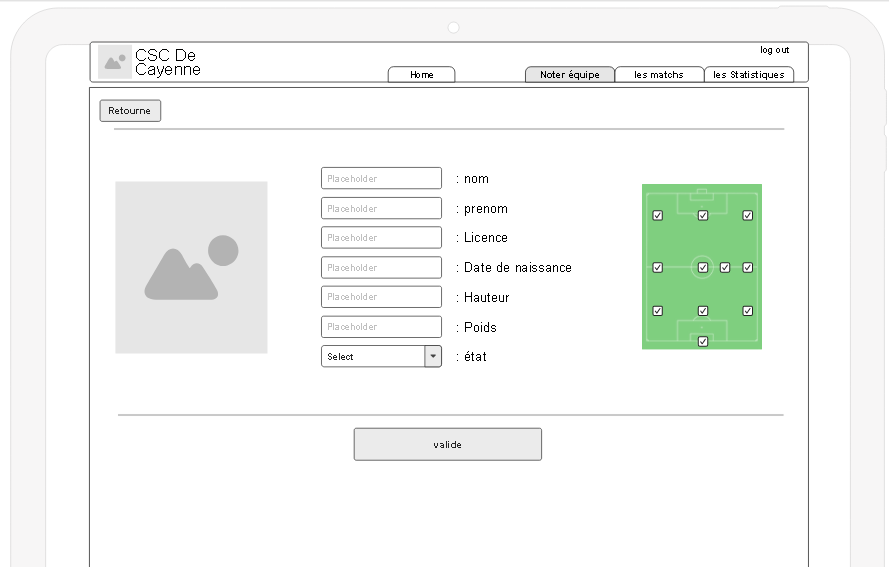 CSC De
Cayenne
log out
Home
Noter équipe
les matchs
les Statistiques
Retourne
Placeholder : nom
Placeholder : prenom
Placeholder : Licence
Placeholder : Date de naissance
Placeholder : Hauteur
Placeholder : Poids
Select : état
valide